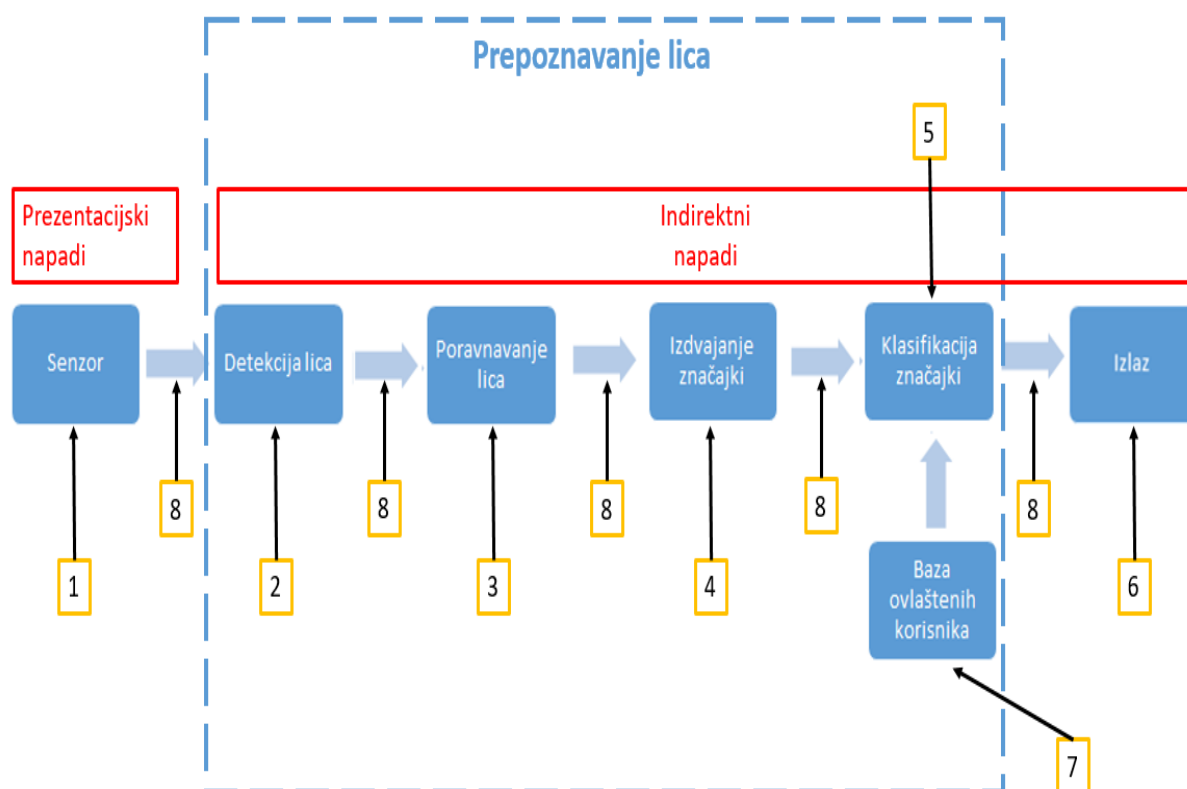 Prepoznavanje lica
5
Prezentacijski
napadi
Indirektni
napadi
Senzor
Detekcija lica
Poravnavanje
lica
Izdvajanje
značajki
Klasifikacija
značajki
Izlaz
8
8
8
8
8
1
2
3
4
Baza
ovlaštenih
korisnika
6
7